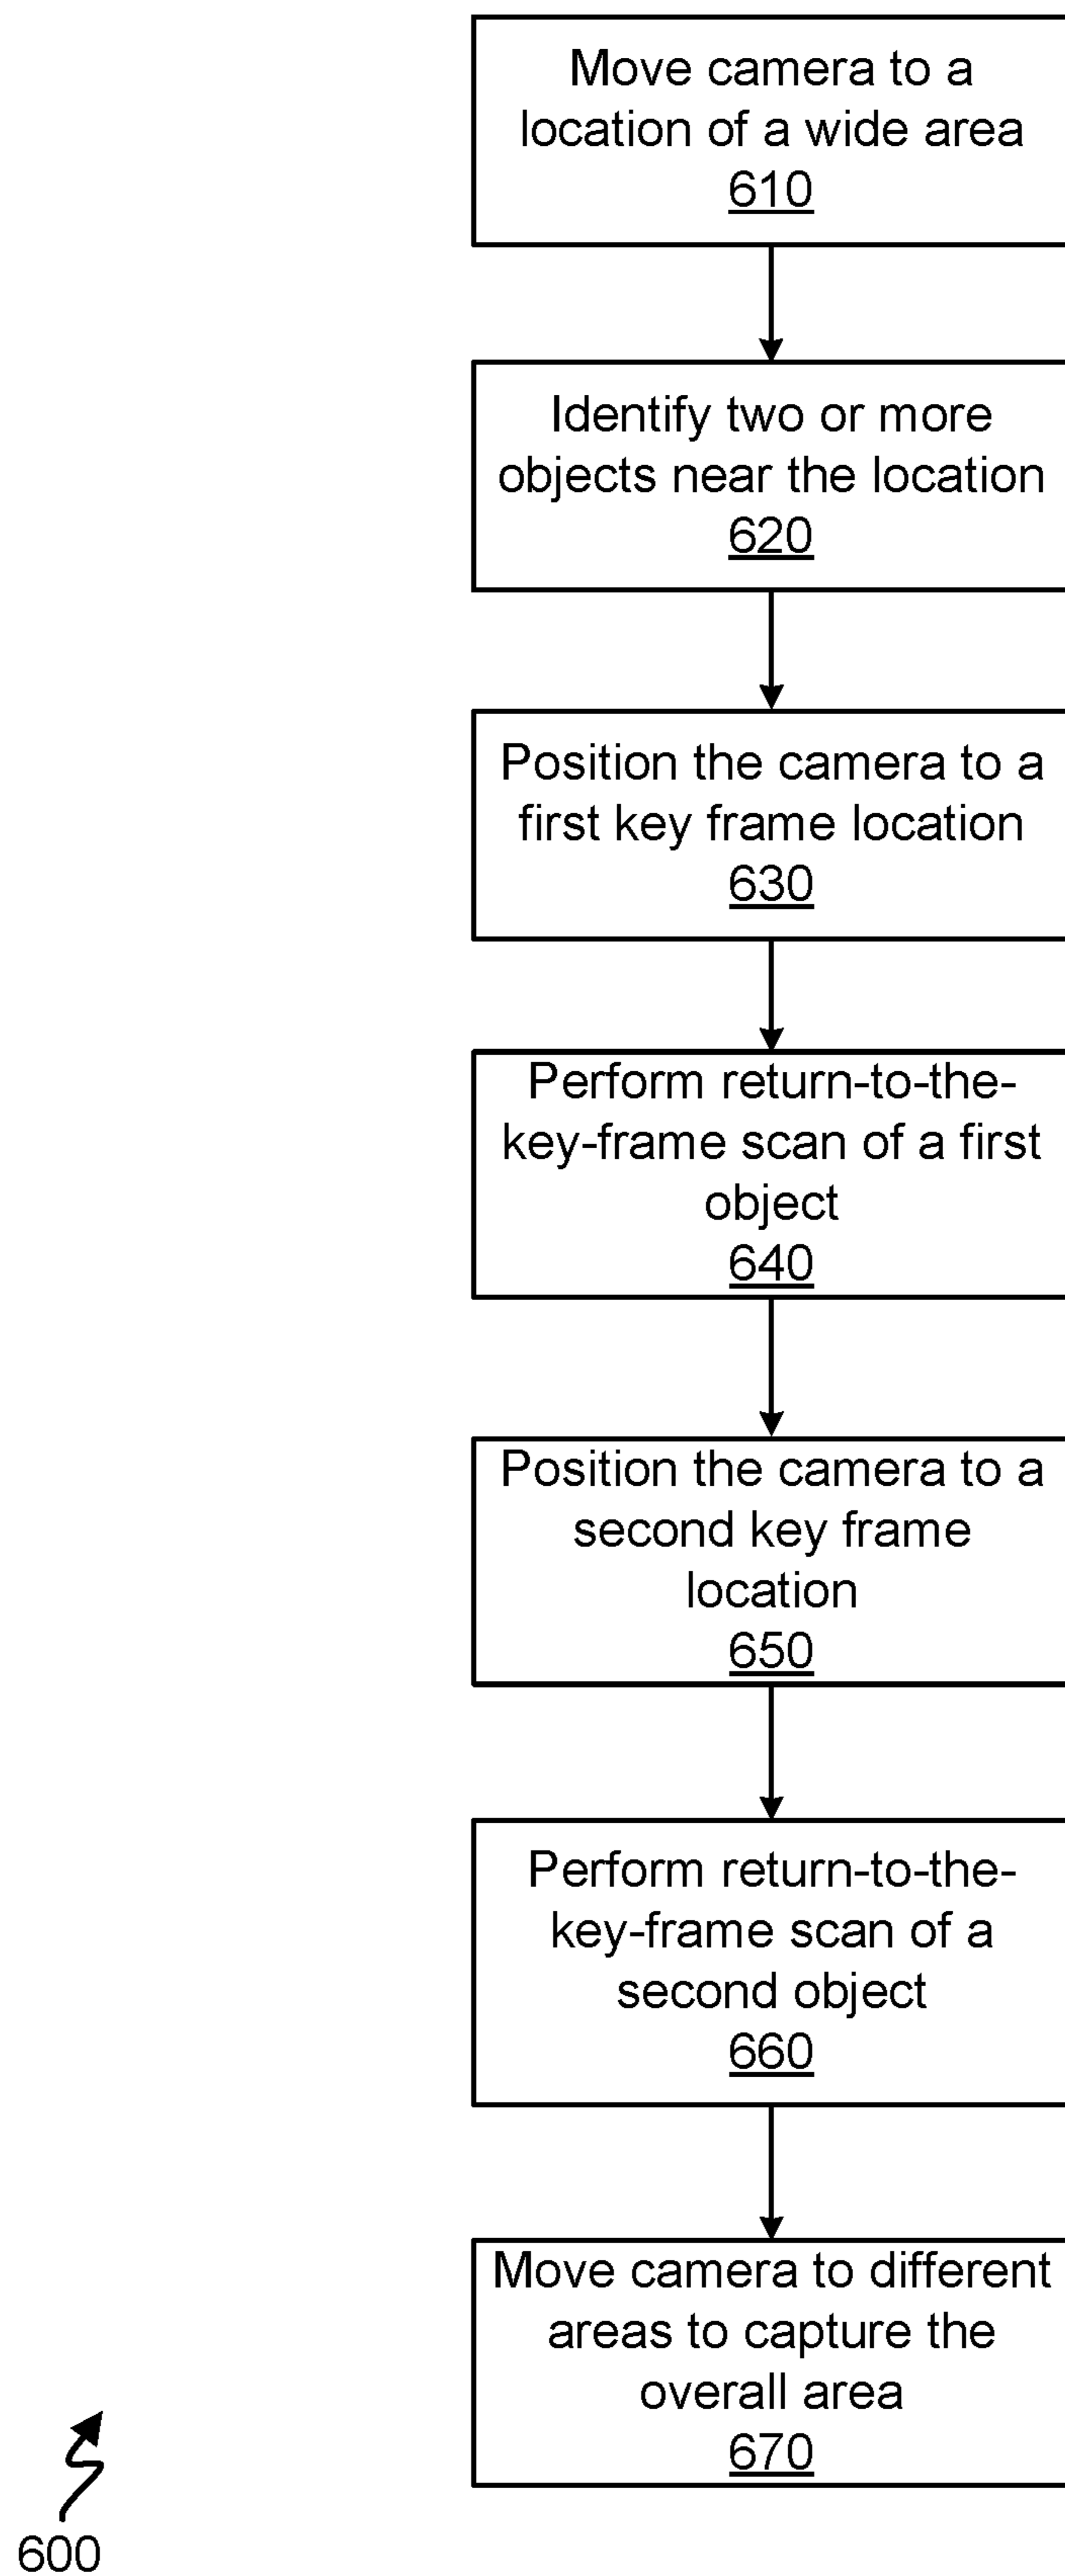 Move camera to a
location of a wide area
610
Identify two or more
objects near the location
620
Position the camera to a
first key frame location
630
Perform return-to-the-
key-frame scan of a first
object
640
Position the camera to a
second key frame
location
650
Perform return-to-the-
key-frame scan of a
second object
660
Move camera to different
areas to capture the
overall area
670
600